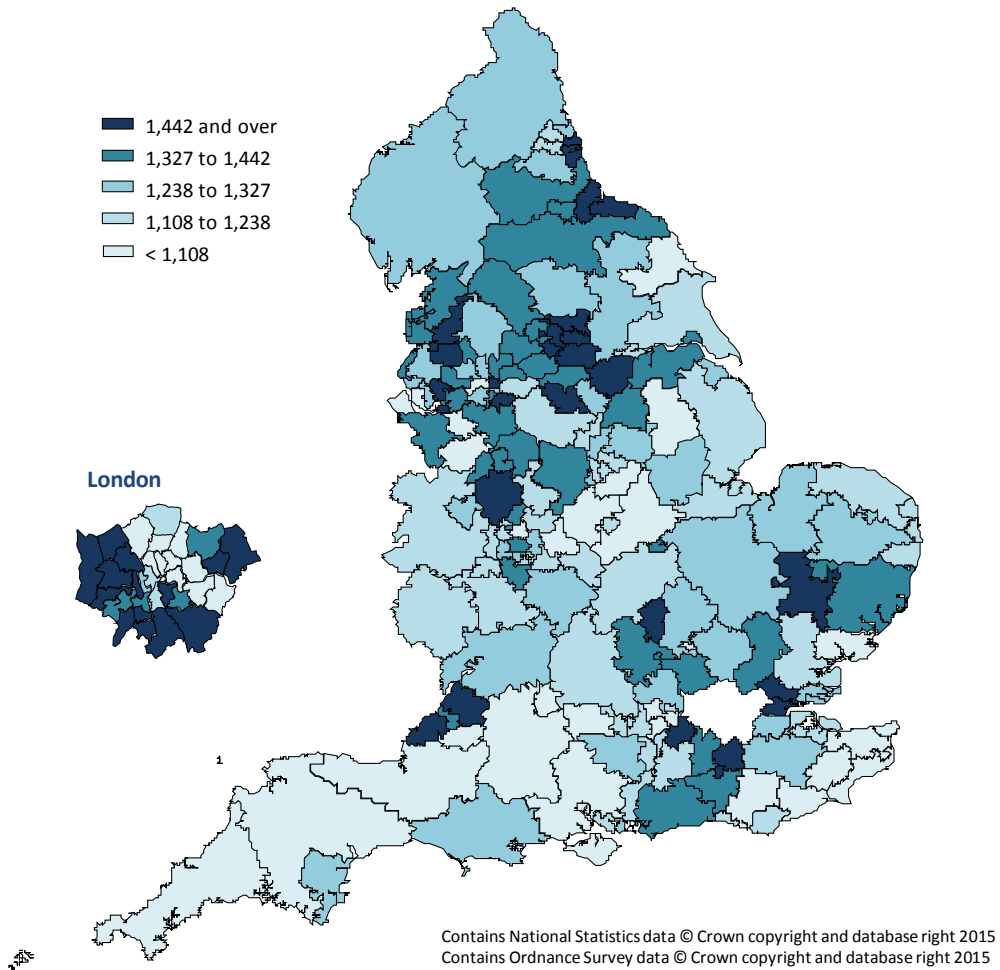 1,442 and over
1,327 to 1,442
1,238 to 1,327
1,108 to 1,238
< 1,108
London
1
Contains National Statistics data © Crown copyright and database right 2015
Contains Ordnance Survey data © Crown copyright and database right 2015